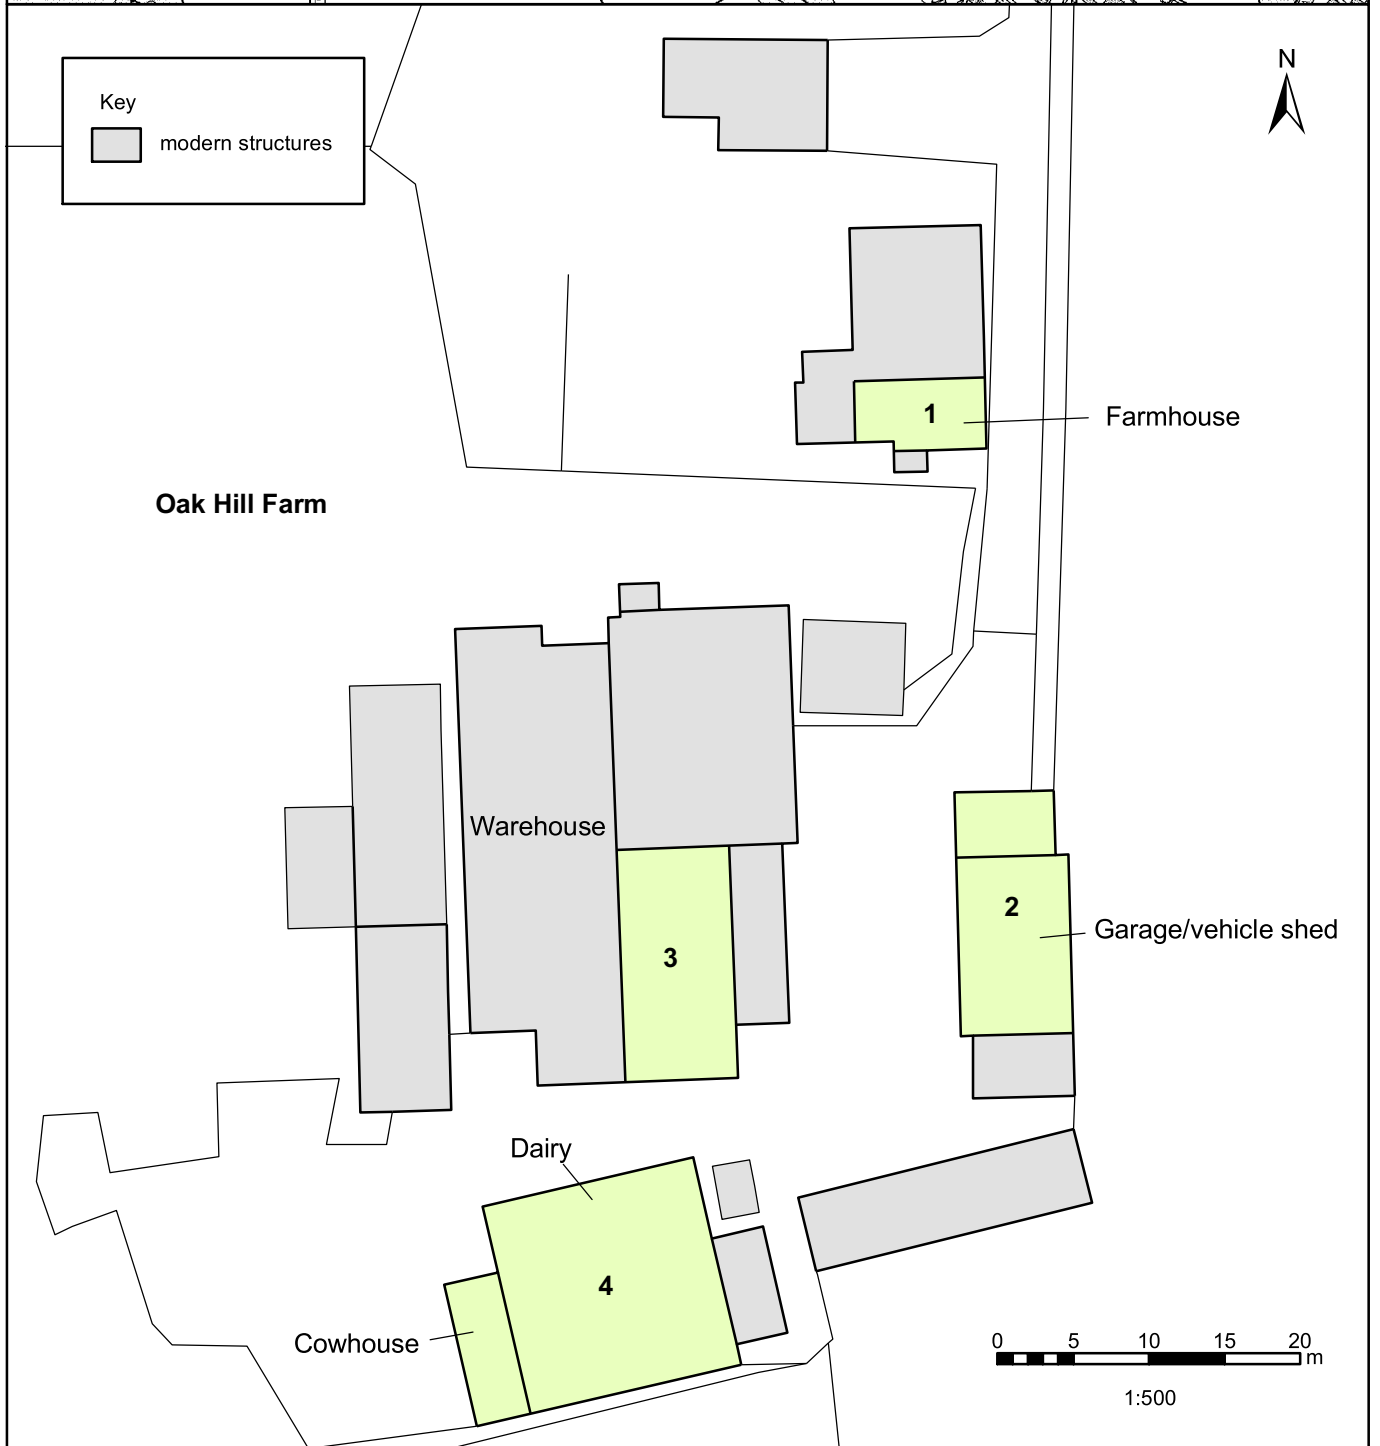 N
Key
modern structures
1
Farmhouse
Oak Hill Farm
Warehouse
2
Garage/vehicle shed
3
Dairy
4
Cowhouse
0 5 10 15 20
m
1:500